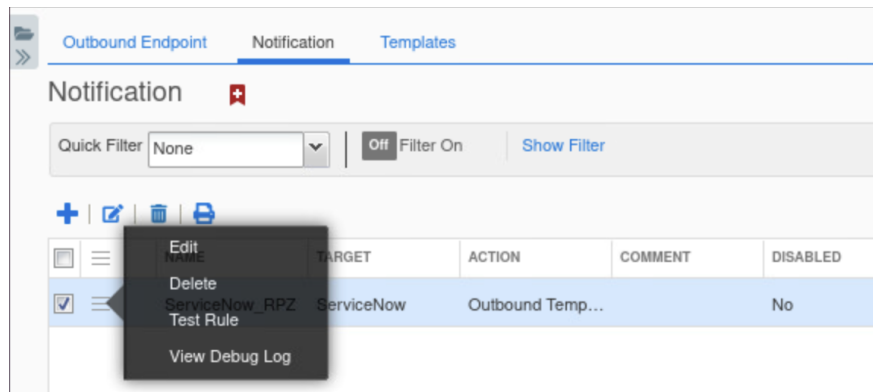 Outbound Endpoint Notification Templates
Notification
Quick Filter None Off Filter On Show Filter
NAME TARGET ACTION COMMENT DISABLED
Edit
Delete
ServiceNow_RPZ ServiceNow Outbound Temp... No
Test Rule
View Debug Log